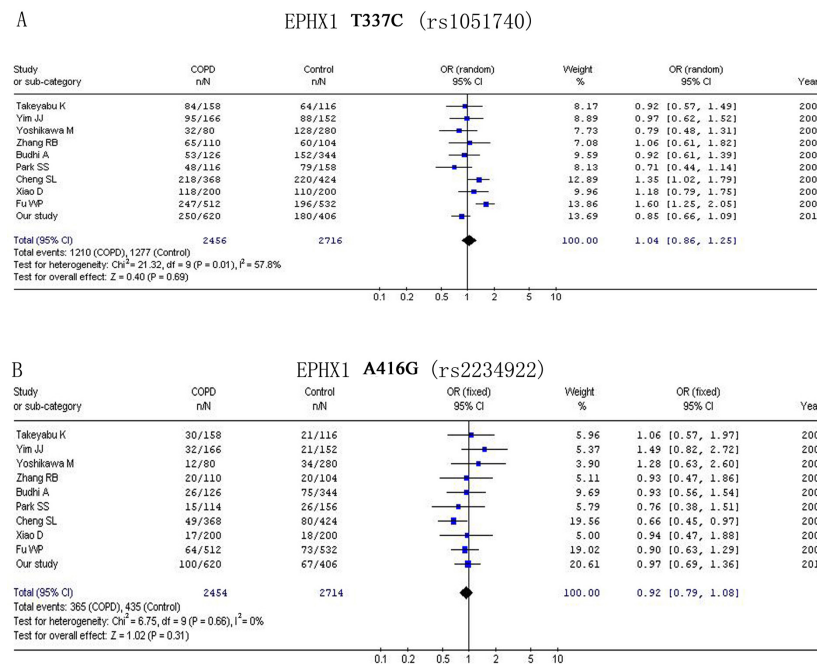 A
EPHX1 T337C (rs1051740)
Study COPD Control OR (random) Weight OR (random) Year
or sub-category n/N n/N 95% CI % 95% CI
Takeyabu K 84/158 64/116 8.17 0.92 [0.57, 1.49] 200
Yim JJ 95/166 88/152 8.89 0.97 [0.62, 1.52] 200
Yoshikawa M 32/80 128/280 7.73 0.79 [0.48, 1.31] 200
Zhang RB 65/110 60/104 7.08 1.06 [0.61, 1.82] 200
Budhi A 53/126 152/344 9.59 0.92 [0.61, 1.39] 200
Park SS 48/116 79/158 8.13 0.71 [0.44, 1.14] 200
Cheng SL 218/368 220/424 12.89 1.35 [1.02, 1.79] 200
Xiao D 118/200 110/200 9.96 1.18 [0.79, 1.75] 200
Fu WP 247/512 196/532 13.86 1.60 [1.25, 2.05] 200
Our study 250/620 180/406 13.69 0.85 [0.66, 1.09] 201
Total (95% CI) 2456 2716 100.00 1.04 [0.86, 1.25]
Total events: 1210 (COPD), 1277 (Control)
Test for heterogeneity: Chi²= 21.32, df = 9 (P = 0.01), I²= 57.8%
Test for overall effect: Z = 0.40 (P = 0.69)
0.1 0.2 0.5 1 2 5 10
B
EPHX1 A416G (rs2234922)
Study COPD Control OR (fixed) Weight OR (fixed)
or sub-category n/N n/N 95% CI % 95% CI Yea
Takeyabu K 30/158 21/116 5.96 1.06 [0.57, 1.97] 200
Yim JJ 32/166 21/152 5.37 1.49 [0.82, 2.72] 200
Yoshikawa M 12/80 34/280 3.90 1.28 [0.63, 2.60] 200
Zhang RB 20/110 20/104 5.11 0.93 [0.47, 1.86] 200
Budhi A 26/126 75/344 9.69 0.93 [0.56, 1.54] 200
Park SS 15/114 26/156 5.79 0.76 [0.38, 1.51] 200
Cheng SL 49/368 80/424 19.56 0.66 [0.45, 0.97] 200
Xiao D 17/200 18/200 5.00 0.94 [0.47, 1.88] 200
Fu WP 64/512 73/532 19.02 0.90 [0.63, 1.29] 200
Our study 100/620 67/406 20.61 0.97 [0.69, 1.36] 201
Total (95% CI) 2454 2714 100.00 0.92 [0.79, 1.08]
Total events: 365 (COPD), 435 (Control)
Test for heterogeneity: Chi² = 6.75, df = 9 (P = 0.66), I²= 0%
Test for overall effect: Z = 1.02 (P = 0.31)
0.1 0.2 0.5 1 2 5 10